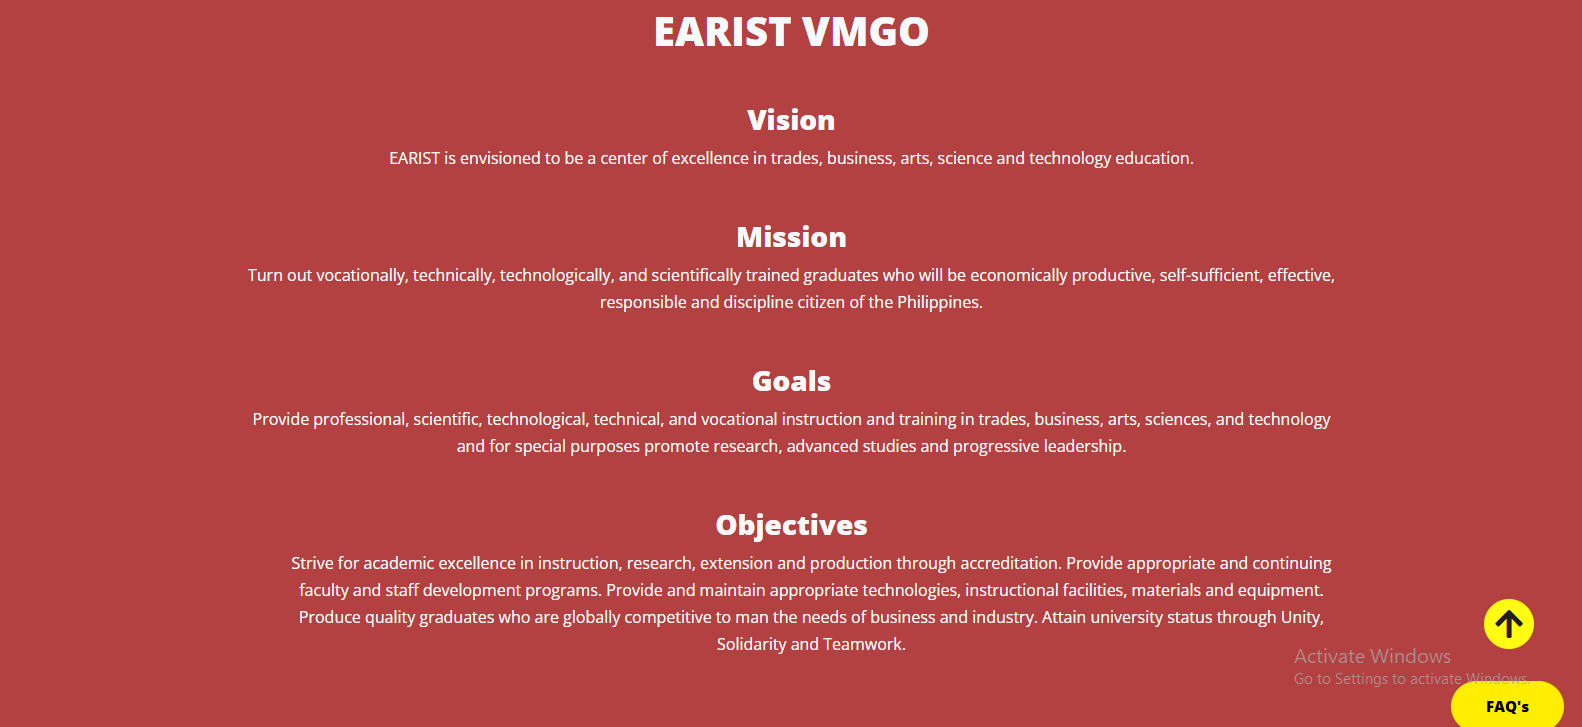 EARIST VMGO
Vision
EARIST is envisioned to be a center of excellence in trades, business, arts, science and technology education.
Mission
Turn out vocationally, technically, technologically, and scientifically trained graduates who will be economically productive, self-sufficient, effective,
responsible and discipline citizen of the Philippines.
Goals
Provide professional, scientific, technological, technical, and vocational instruction and training in trades, business, arts, sciences, and technology
and for special purposes promote research, advanced studies and progressive leadership.
Objectives
Strive for academic excellence in instruction, research, extension and production through accreditation. Provide appropriate and continuing
faculty and staff development programs. Provide and maintain appropriate technologies, instructional facilities, materials and equipment.
Produce quality graduates who are globally competitive to man the needs of business and industry. Attain university status through Unity,
Solidarity and Teamwork.
Activate Windows
Go to Settings to activate Windows.
FAQ's